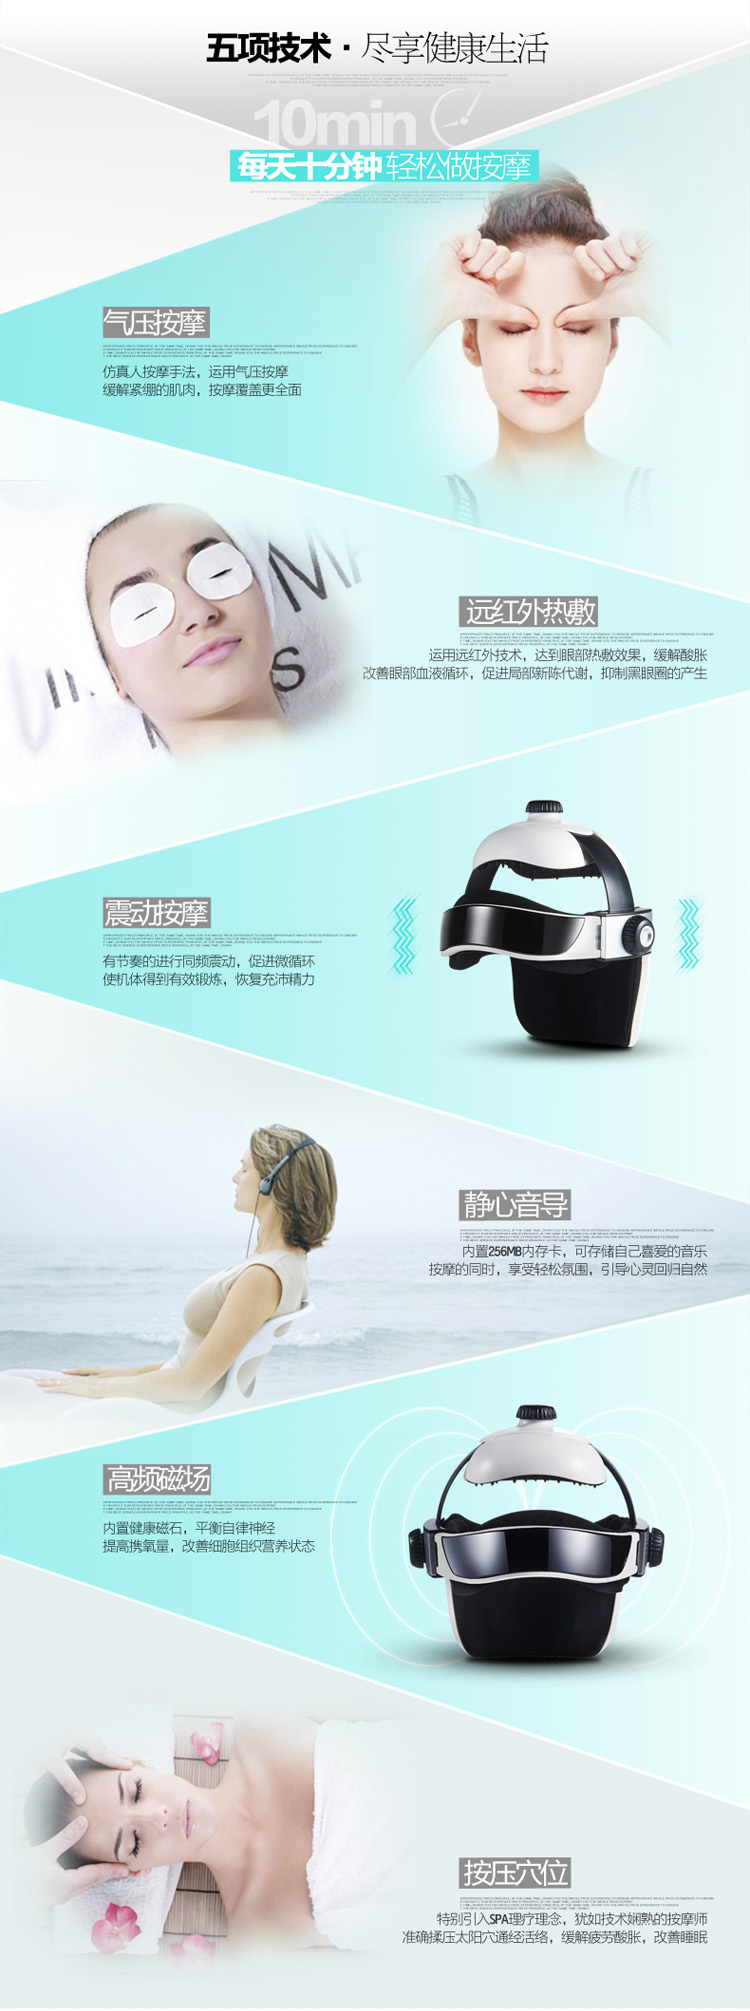 五项技术·尽享健康生活
10min
每天十分钟 轻松做按摩
气压按摩
仿真人按摩手法，运用气压按摩
缓解紧绷的肌肉，按摩覆盖更全面
远红外热敷
运用远红外技术，达到眼部热敷效果，缓解酸胀
改善眼部血液循环，促进局部新陈代谢，抑制黑眼圈的产生
震动按摩
有节奏的进行同频震动，促进微循环
使机体得到有效锻炼，恢复充沛精力
静心音导
内置256MB内存卡，可存储自己喜爱的音乐
按摩的同时，享受轻松氛围，引导心灵回归自然
高频磁场
内置健康磁石，平衡自律神经
提高携氧量，改善细胞组织营养状态
按压穴位
特别引入SPA理疗理念，犹如技术娴熟的按摩师
准确揉压太阳穴通经活络，缓解疲劳酸胀，改善睡眠